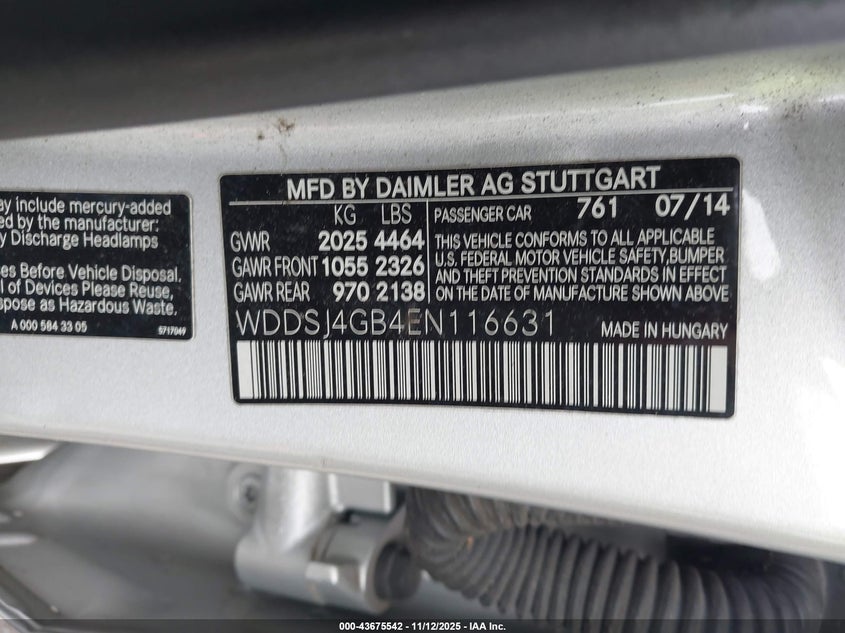 ay include mercury-added
ed by the manufacturer:
y Discharge Headlamps
es Before Vehicle Disposal.
l of Devices Please Reuse,
spose as Hazardous Waste.
A 000 584 33 05
5717049
MFD BY DAIMLER AG STUTTGART
KG LBS
GVWR 2025 4464
GAWR FRONT 1055 2326
GAWR REAR 970 2138
PASSENGER CAR 761 07/14
THIS VEHICLE CONFORMS TO ALL APPLICABLE
U.S. FEDERAL MOTOR VEHICLE SAFETY, BUMPER
AND THEFT PREVENTION STANDARDS IN EFFECT
ON THE DATE OF MANUFACTURE SHOWN ABOVE
WDDSJ4GB4EN116631
MADE IN HUNGARY
000-43675542 - 11/12/2025 - IAA Inc.